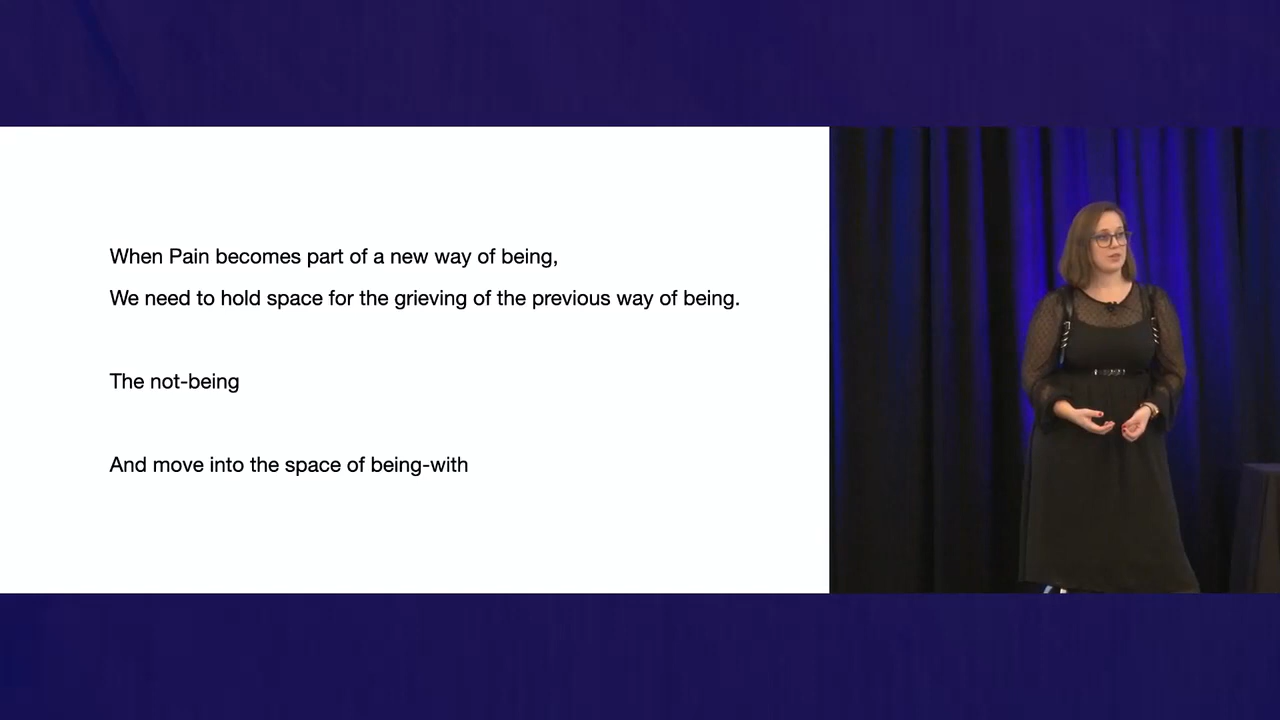 When Pain becomes part of a new way of being,
We need to hold space for the grieving of the previous way of being.
The not-being
And move into the space of being-with